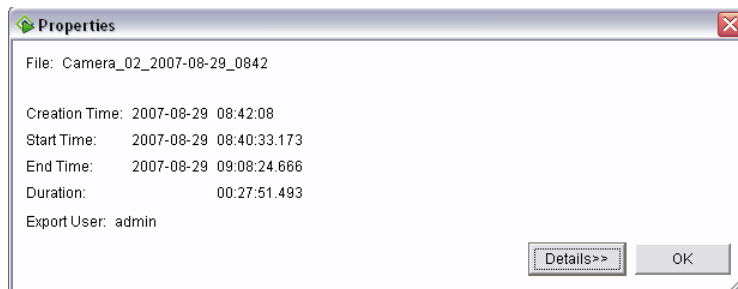 Properties
File: Camera_02_2007-08-29_0842
Creation Time: 2007-08-29 08:42:08
Start Time: 2007-08-29 08:40:33.173
End Time: 2007-08-29 09:08:24.666
Duration: 00:27:51.493
Export User: admin
Details>> OK